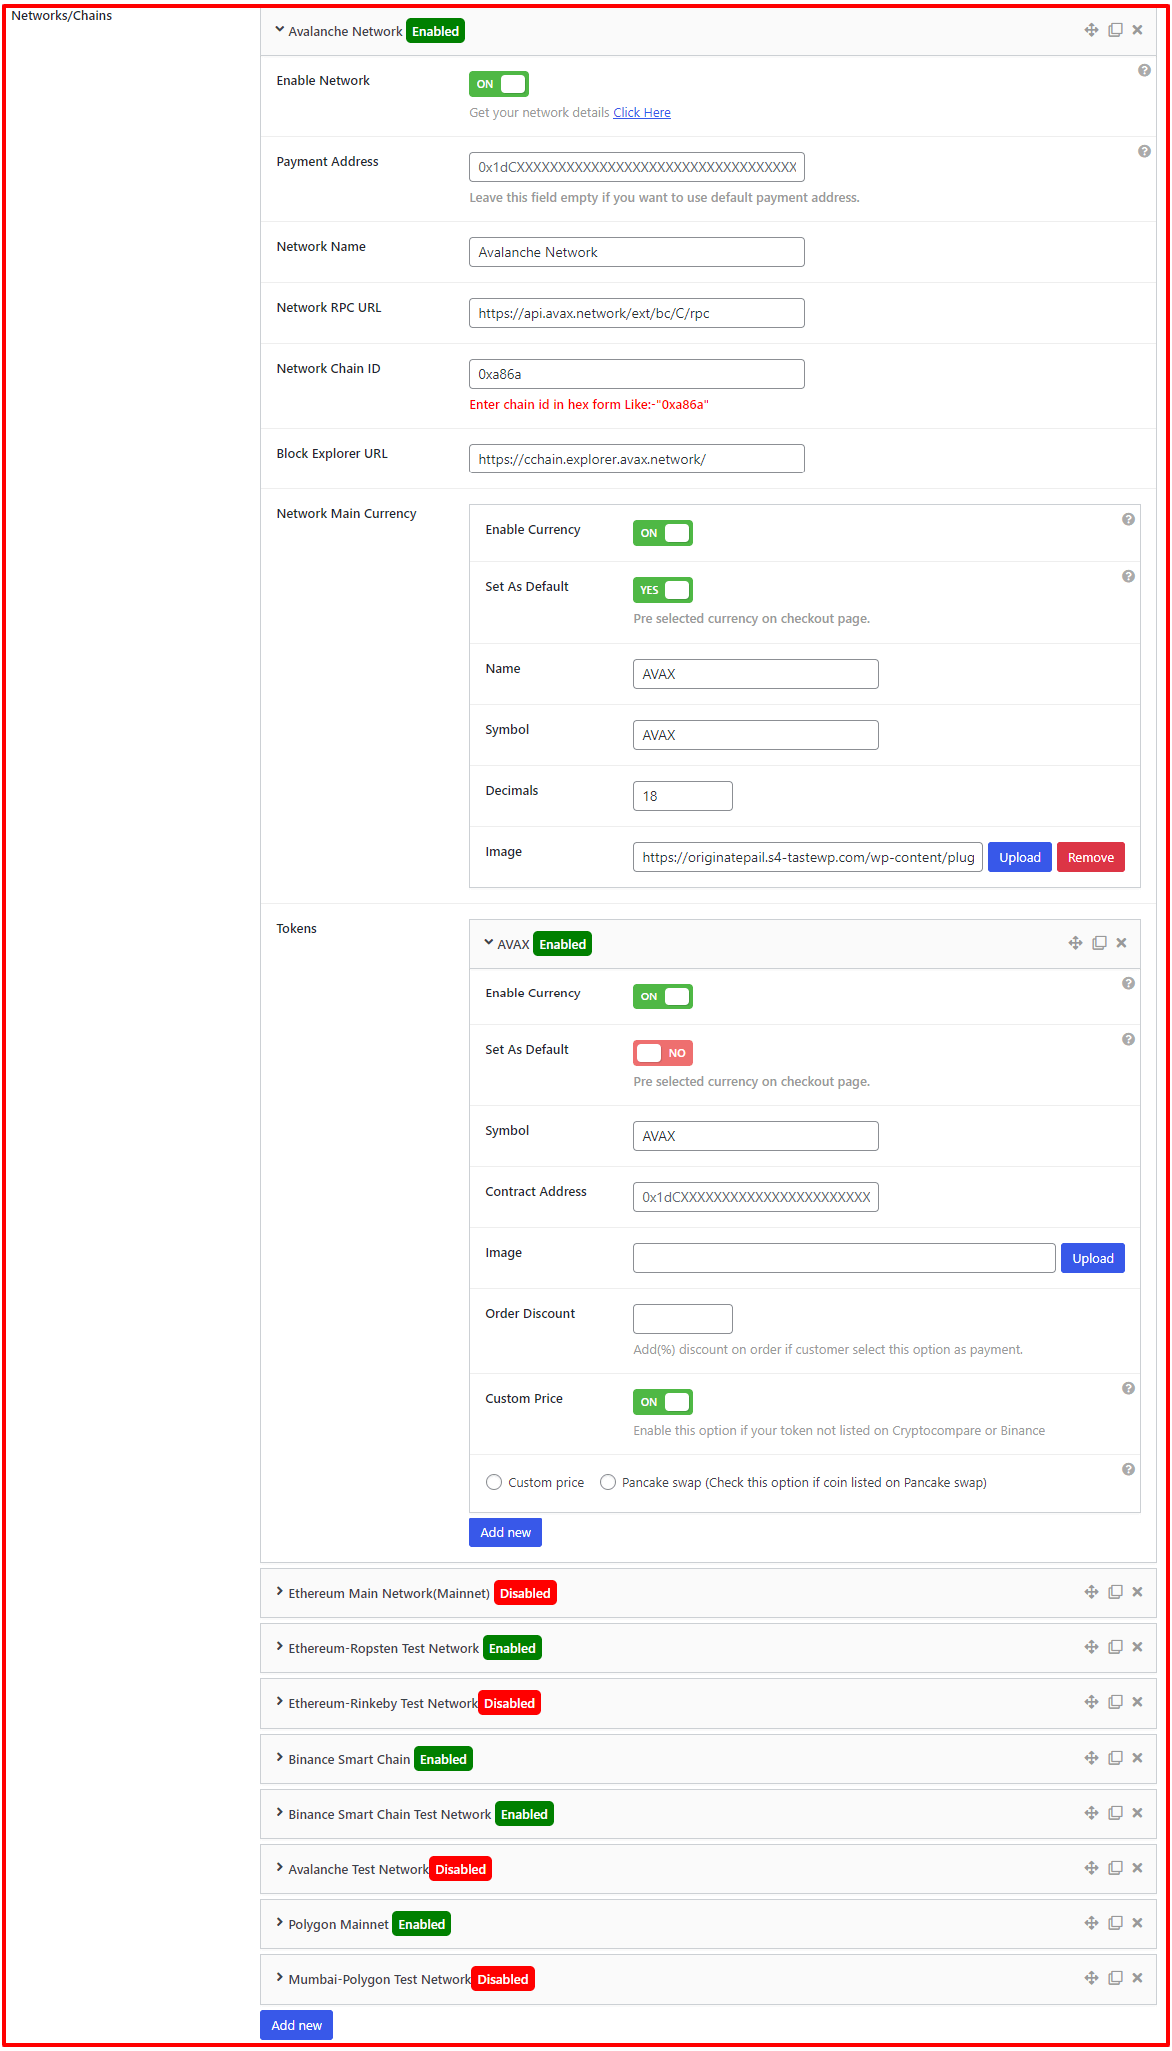 Networks/Chains
Avalanche Network Enabled
Enable Network
ON
Get your network details Click Here
Payment Address
0x1dCXXXXXXXXXXXXXXXXXXXXXXXXXXXXXXXXXX
Leave this field empty if you want to use default payment address.
Network Name
Avalanche Network
Network RPC URL
https://api.avax.network/ext/bc/C/rpc
Network Chain ID
0xa86a
Enter chain id in hex form Like:-"0xa86a"
Block Explorer URL
https://cchain.explorer.avax.network/
Network Main Currency
Enable Currency
ON
Set As Default
YES
Pre selected currency on checkout page.
Name
AVAX
Symbol
AVAX
Decimals
18
Image
https://originatepail.s4-tastewp.com/wp-content/plug
Upload
Remove
Tokens
AVAX Enabled
Enable Currency
ON
Set As Default
NO
Pre selected currency on checkout page.
Symbol
AVAX
Contract Address
0x1dCXXXXXXXXXXXXXXXXXXXXXXX
Image
Upload
Order Discount
Add(%) discount on order if customer select this option as payment.
Custom Price
ON
Enable this option if your token not listed on Cryptocompare or Binance
Custom price
Pancake swap (Check this option if coin listed on Pancake swap)
Add new
Ethereum Main Network(Mainnet) Disabled
Ethereum-Ropsten Test Network Enabled
Ethereum-Rinkeby Test Network Disabled
Binance Smart Chain Enabled
Binance Smart Chain Test Network Enabled
Avalanche Test Network Disabled
Polygon Mainnet Enabled
Mumbai-Polygon Test Network Disabled
Add new